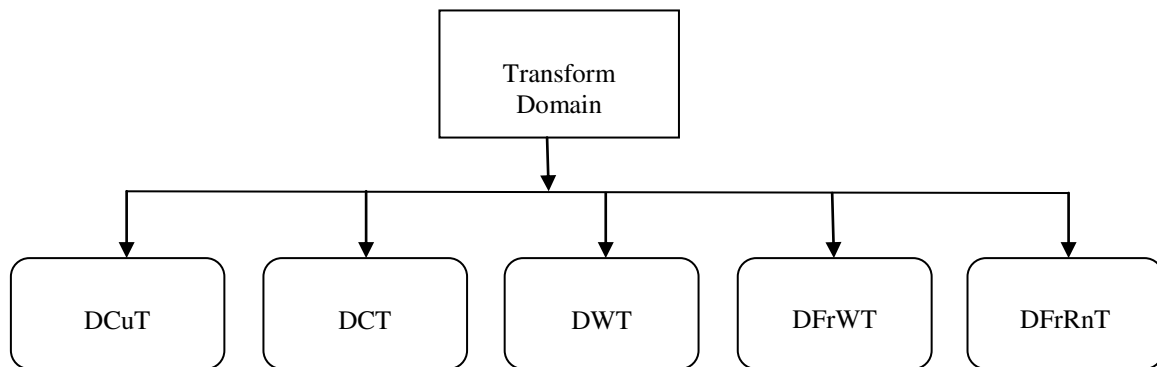 Transform
Domain
DCuT
DCT
DWT
DFrWT
DFrRnT